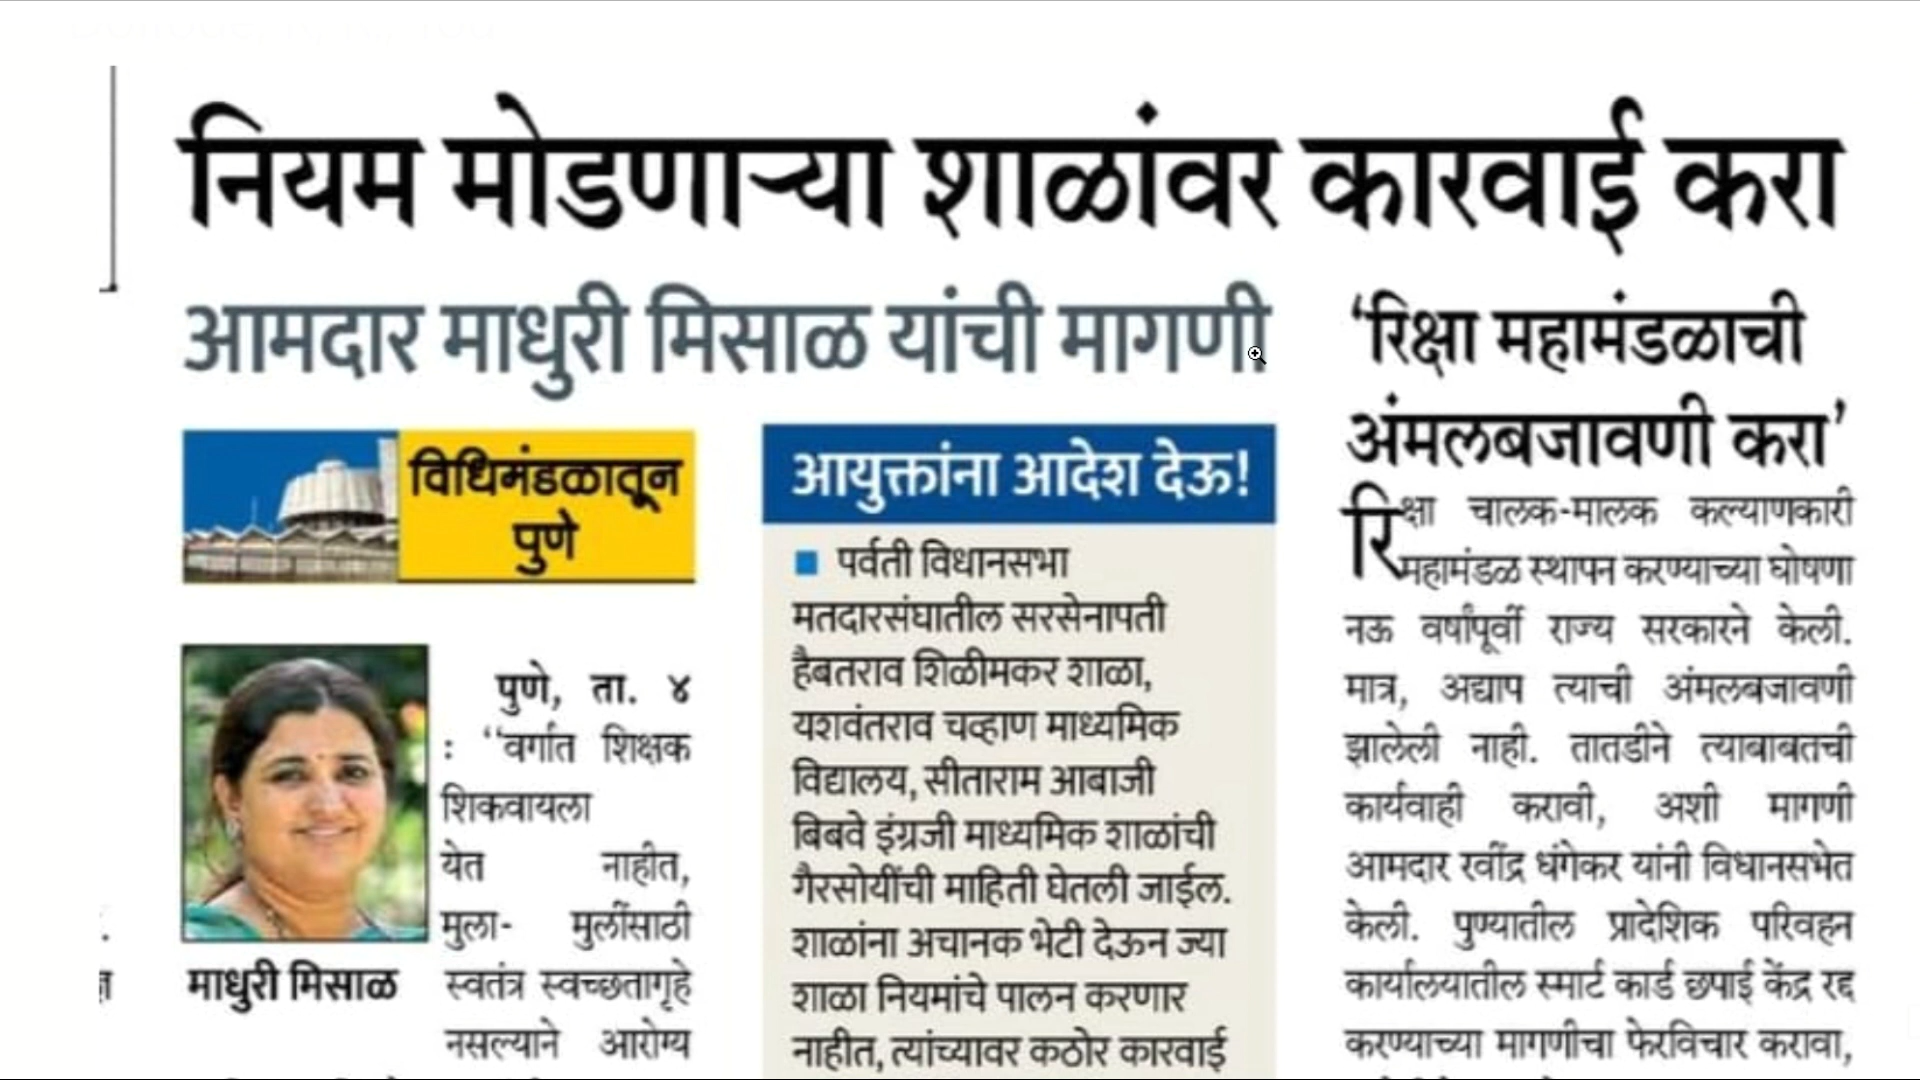 नियम मोडणाऱ्या शाळांवर कारवाई करा
आमदार माधुरी मिसाळ यांची मागणी
विधिमंडळातून
पुणे
माधुरी मिसाळ
पुणे, ता. ४
: “वर्गात शिक्षक
शिकवायला
येत नाहीत,
मुला- मुलींसाठी
स्वतंत्र स्वच्छतागृहे
नसल्याने आरोग्य
आयुक्तांना आदेश देऊ!
■ पर्वती विधानसभा
मतदारसंघातील सरसेनापती
हैबतराव शिळीमकर शाळा,
यशवंतराव चव्हाण माध्यमिक
विद्यालय, सीताराम आबाजी
बिबवे इंग्रजी माध्यमिक शाळांची
गैरसोयींची माहिती घेतली जाईल.
शाळांना अचानक भेटी देऊन ज्या
शाळा नियमांचे पालन करणार
नाहीत, त्यांच्यावर कठोर कारवाई
‘रिक्षा महामंडळाची
अंमलबजावणी करा’
रिक्षा चालक-मालक कल्याणकारी
महामंडळ स्थापन करण्याच्या घोषणा
नऊ वर्षांपूर्वी राज्य सरकारने केली.
मात्र, अद्याप त्याची अंमलबजावणी
झालेली नाही. तातडीने त्याबाबतची
कार्यवाही करावी, अशी मागणी
आमदार रवींद्र धंगेकर यांनी विधानसभेत
केली. पुण्यातील प्रादेशिक परिवहन
कार्यालयातील स्मार्ट कार्ड छपाई केंद्र रद्द
करण्याच्या मागणीचा फेरविचार करावा,